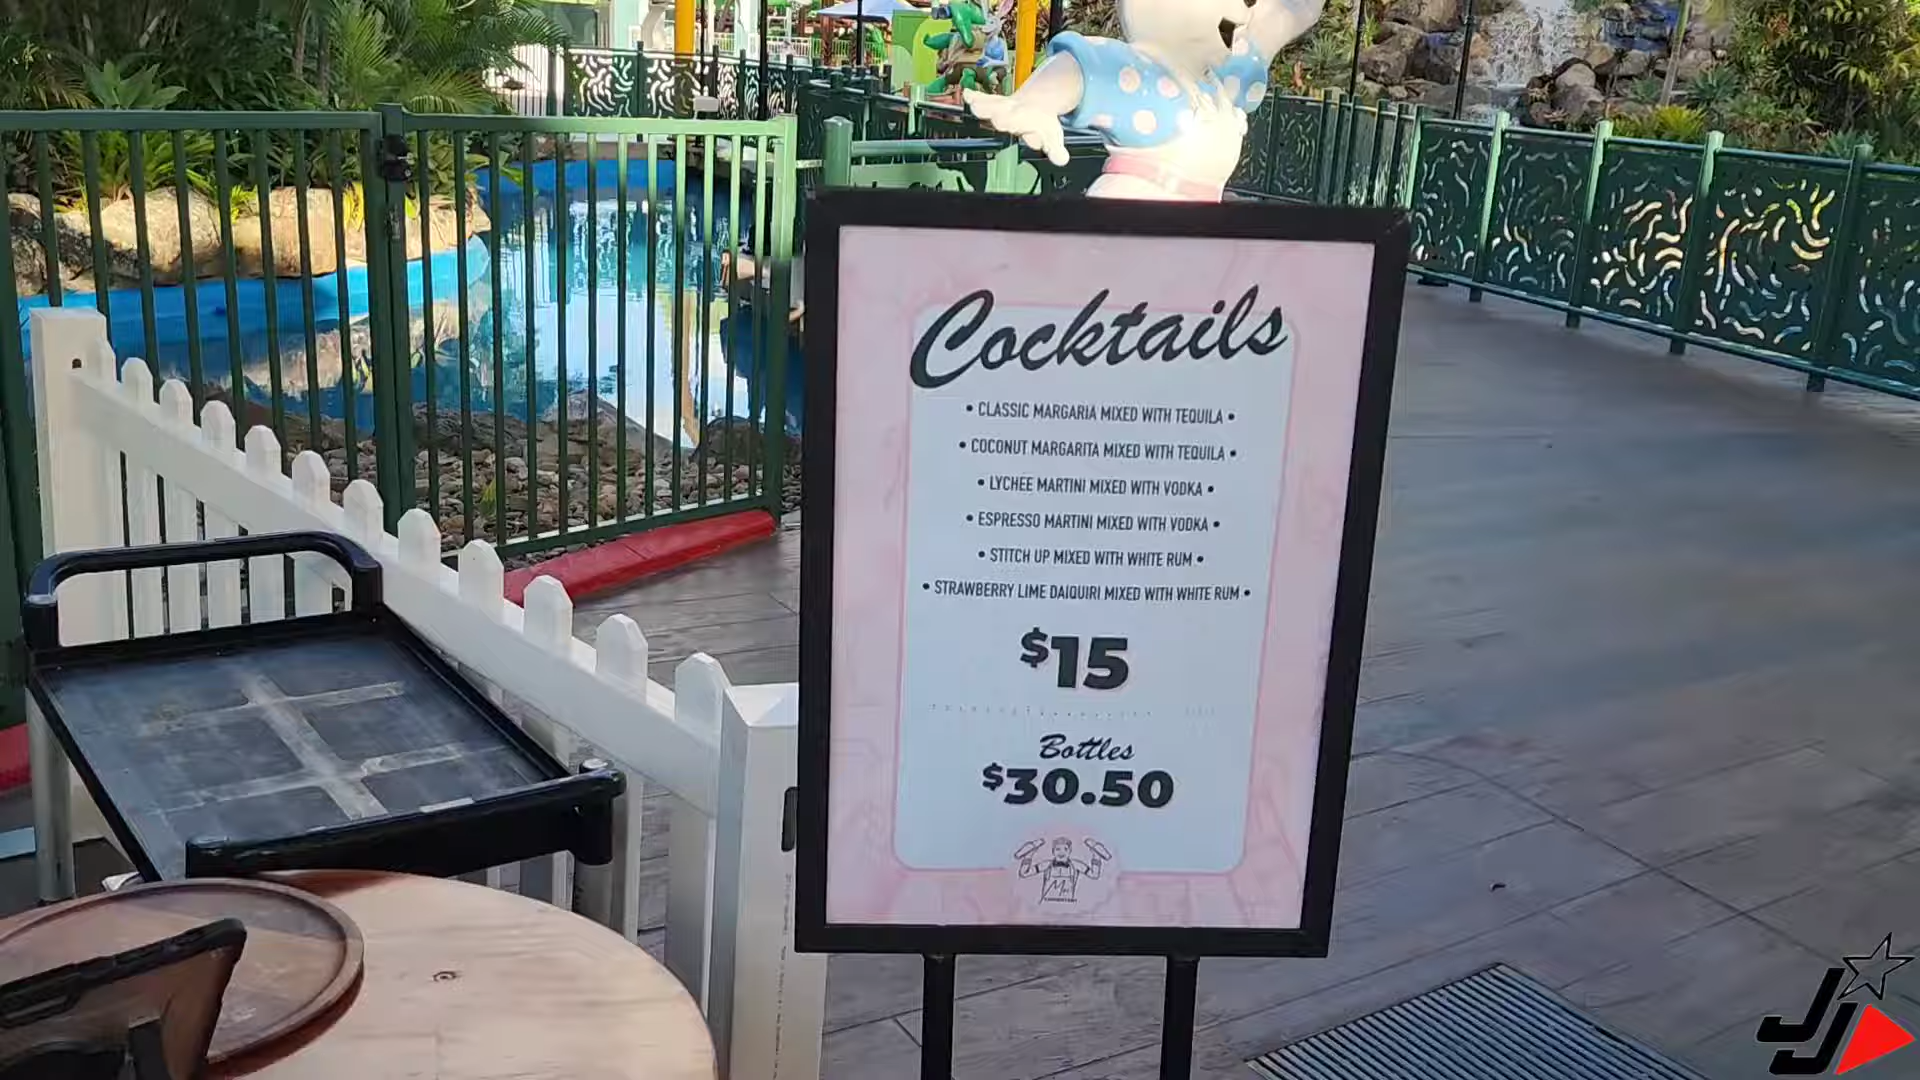 Cocktails
• CLASSIC MARGARIA MIXED WITH TEQUILA •
• COCONUT MARGARITA MIXED WITH TEQUILA •
• LYCHEE MARTINI MIXED WITH VODKA •
• ESPRESSO MARTINI MIXED WITH VODKA •
• STITCH UP MIXED WITH WHITE RUM •
• STRAWBERRY LIME DAIQUIRI MIXED WITH WHITE RUM •
$15
Bottles
$30.50